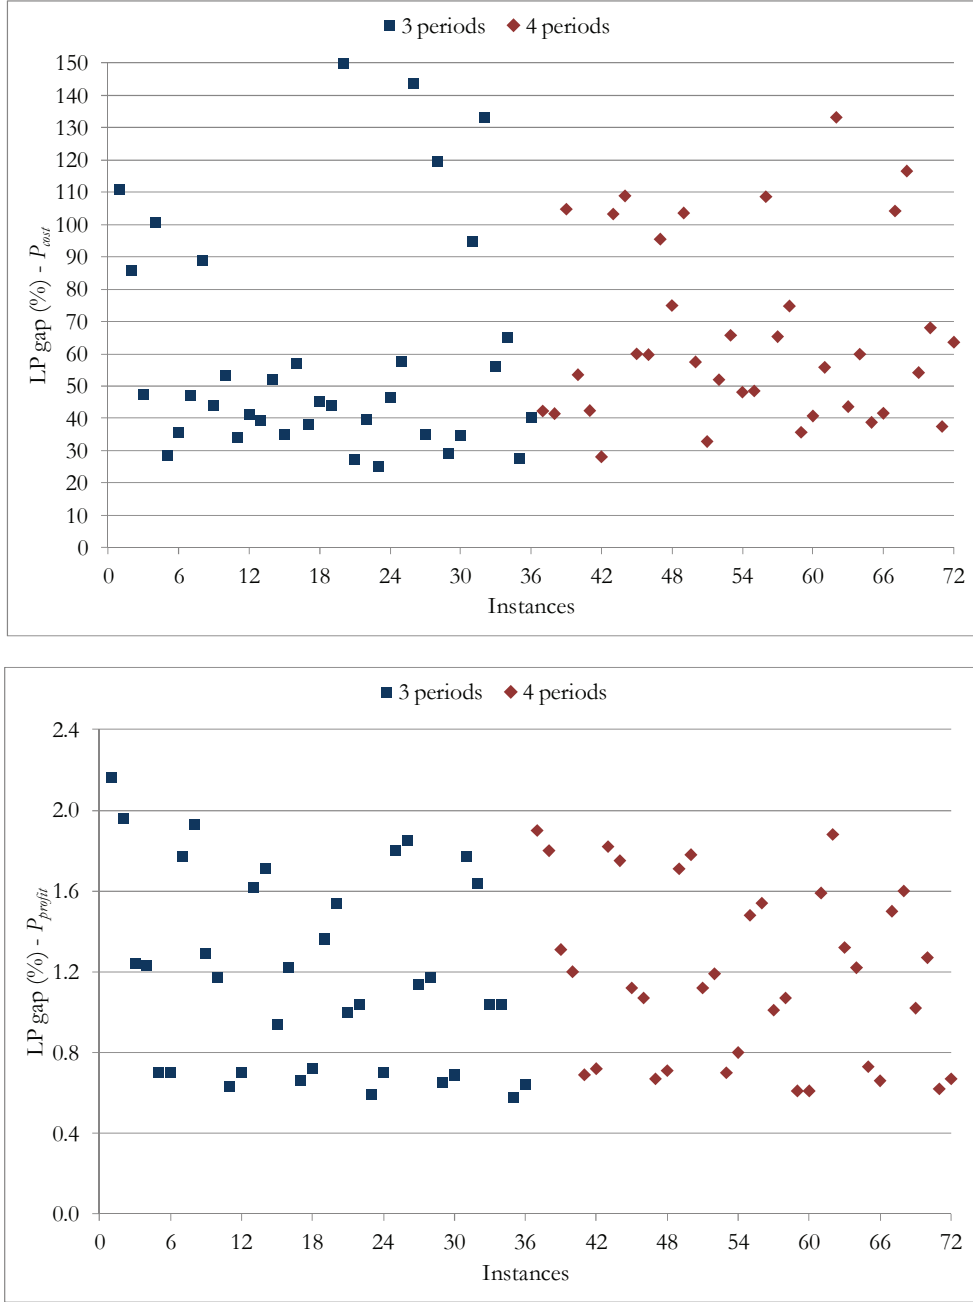 3 periods 4 periods
150
140
130
120
110
100
90
80
70
60
50
40
30
20
10
0
LP gap (%) - P_cost
0 6 12 18 24 30 36 42 48 54 60 66 72
Instances
3 periods 4 periods
2.4
2.0
1.6
1.2
0.8
0.4
0.0
LP gap (%) - P_profit
0 6 12 18 24 30 36 42 48 54 60 66 72
Instances